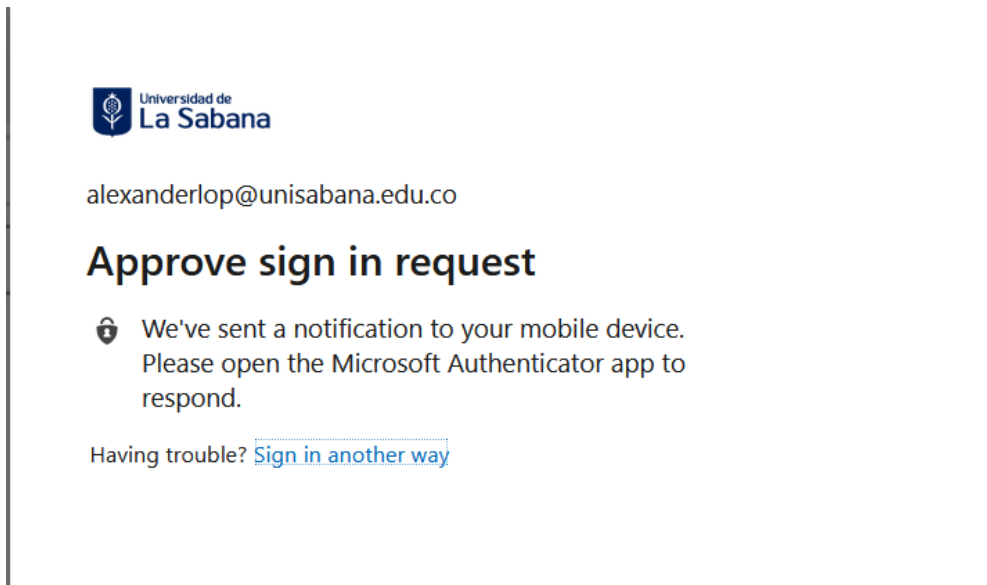 Universidad de
La Sabana
alexanderlop@unisabana.edu.co
Approve sign in request
We've sent a notification to your mobile device.
Please open the Microsoft Authenticator app to
respond.
Having trouble? Sign in another way